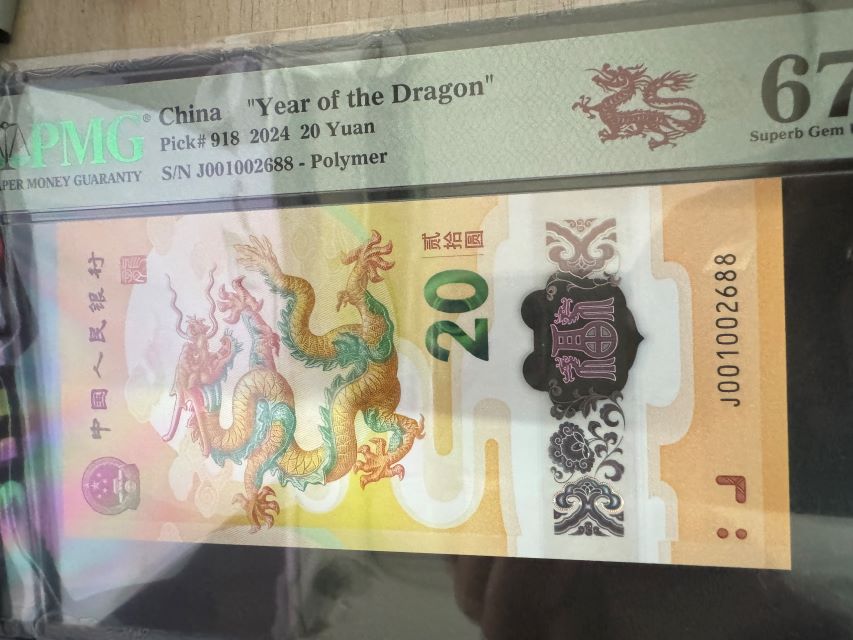 PMG®
PAPER MONEY GUARANTY
China "Year of the Dragon"
Pick# 918 2024 20 Yuan
S/N J001002688 - Polymer
67
Superb Gem
中国人民银行
贰拾圆
20
J001002688